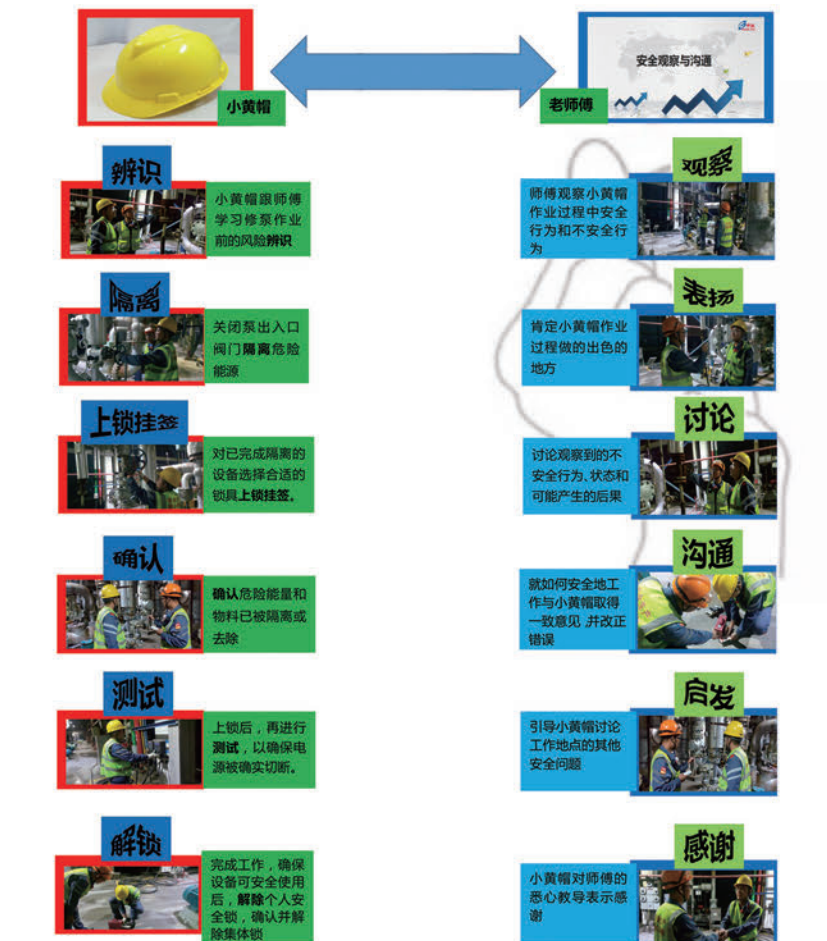 小黄帽
安全观察与沟通
老师傅
辨识
小黄帽跟师傅
学习修泵作业
前的风险辨识
隔离
关闭泵出入口
阀门隔离危险
能源
上锁挂签
对已完成隔离的
设备选择合适的
锁具上锁挂签。
确认
确认危险能量和
物料已被隔离或
去除
测试
上锁后，再进行
测试，以确保电
源被确实切断。
解锁
完成工作，确保
设备可安全使用
后，解除个人安
全锁，确认并解
除集体锁
观察
师傅观察小黄帽
作业过程中安全
行为和不安全行
为
表扬
肯定小黄帽作业
过程做的出色的
地方
讨论
讨论观察到的不
安全行为、状态和
可能产生的后果
沟通
就如何安全地工
作与小黄帽取得
一致意见,并改正
错误
启发
引导小黄帽讨论
工作地点的其他
安全问题
感谢
小黄帽对师傅的
悉心教导表示感
谢